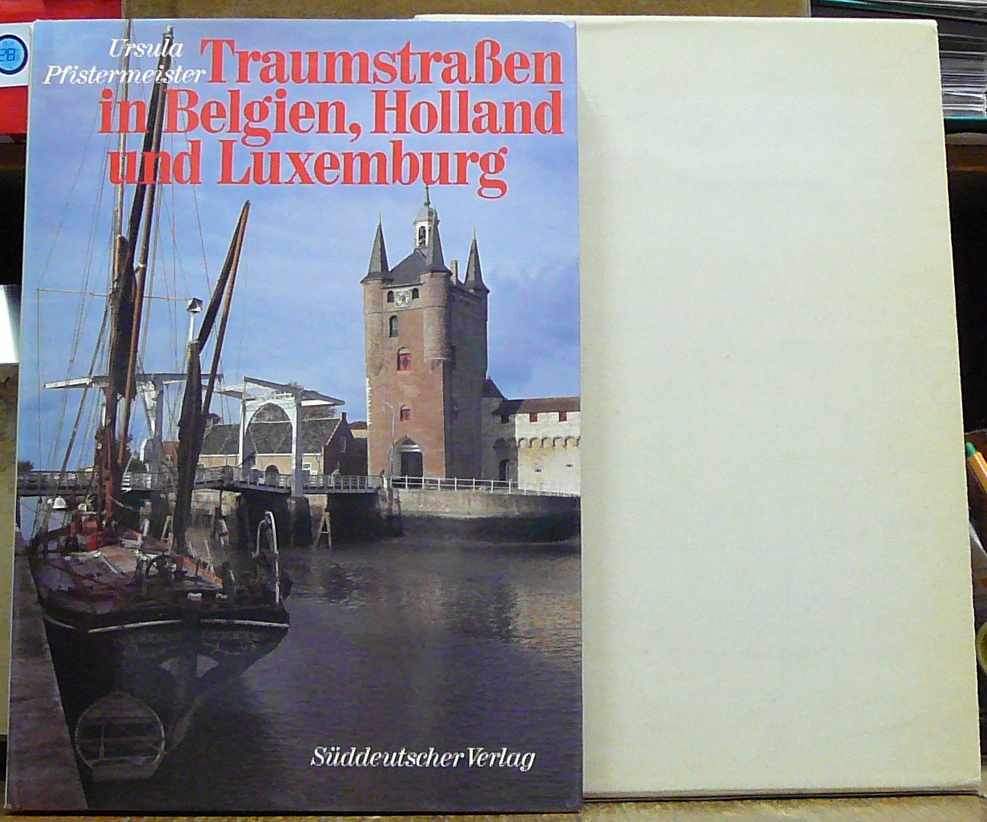 Ursula
Pfistermeister
Traumstraßen
in Belgien, Holland
und Luxemburg
Süddeutscher Verlag